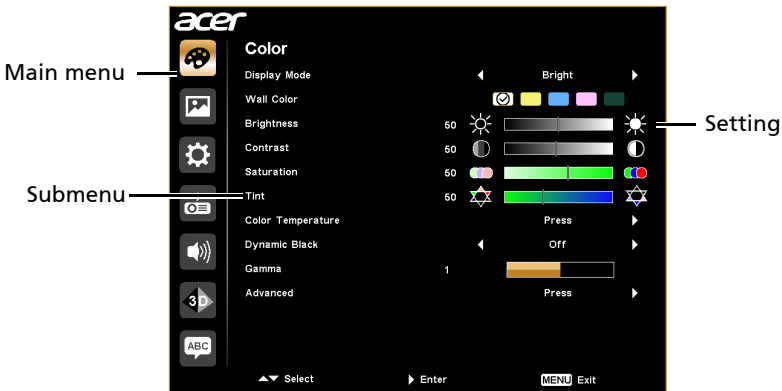 acer
Color
Main menu
Display Mode Bright
Wall Color
Brightness 50
Setting
Contrast 50
Saturation 50
Submenu
Tint 50
Color Temperature Press
Dynamic Black Off
Gamma 1
3D
Advanced Press
ABC
Select Enter MENU Exit